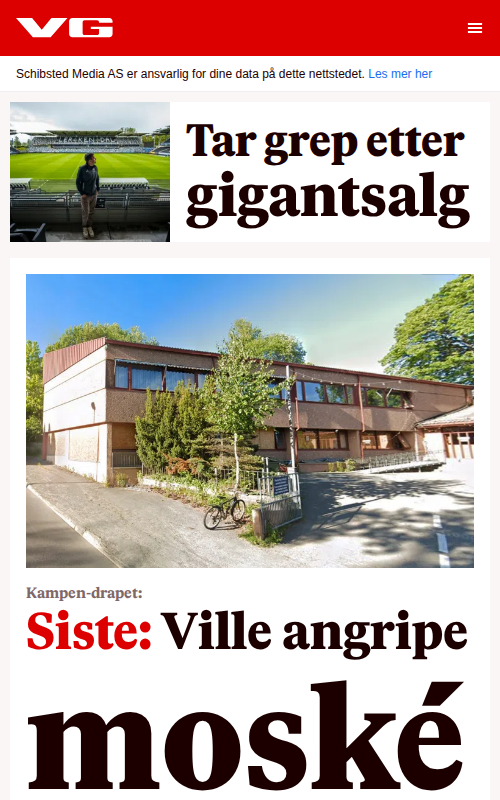 VG
Schibsted Media AS er ansvarlig for dine data på dette nettstedet. Les mer her
LERKENDAL
Tar grep etter
gigantsalg
Kampen-drapet:
Siste: Ville angripe
moské